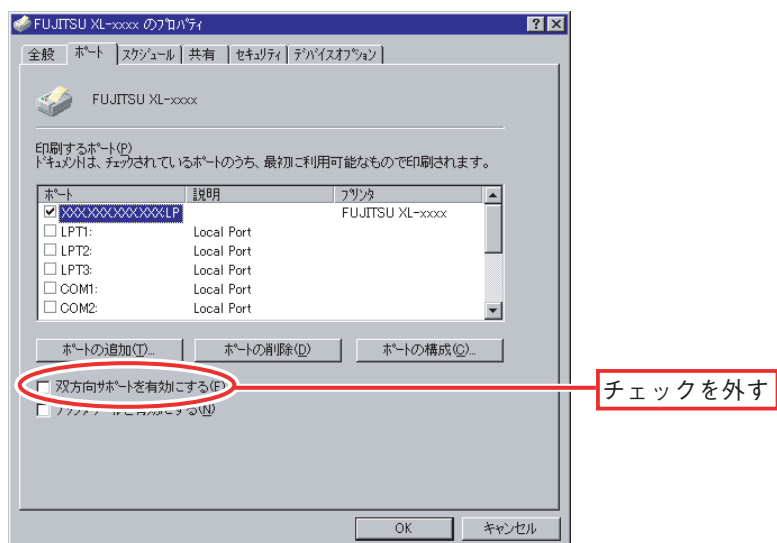 FUJITSU XL-xxxx のﾌﾟﾛﾊﾟﾃｨ
全般 ﾎﾟｰﾄ ｽｹｼﾞｭｰﾙ 共有 ｾｷｭﾘﾃｨ ﾃﾞﾊﾞｲｽｵﾌﾟｼｮﾝ
FUJITSU XL-xxxx
印刷するﾎﾟｰﾄ(P)
ﾄﾞｷｭﾒﾝﾄは、ﾁｪｯｸされているﾎﾟｰﾄのうち、最初に利用可能なもので印刷されます。
ﾎﾟｰﾄ 説明 ﾌﾟﾘﾝﾀ
XXX.XXX.XXX.XXX:LP FUJITSU XL-xxxx
LPT1: Local Port
LPT2: Local Port
LPT3: Local Port
COM1: Local Port
COM2: Local Port
ﾎﾟｰﾄの追加(T)... ﾎﾟｰﾄの削除(D) ﾎﾟｰﾄの構成(C)...
双方向ｻﾎﾟｰﾄを有効にする(E)
チェックを外す
にする(N)
OK ｷｬﾝｾﾙ